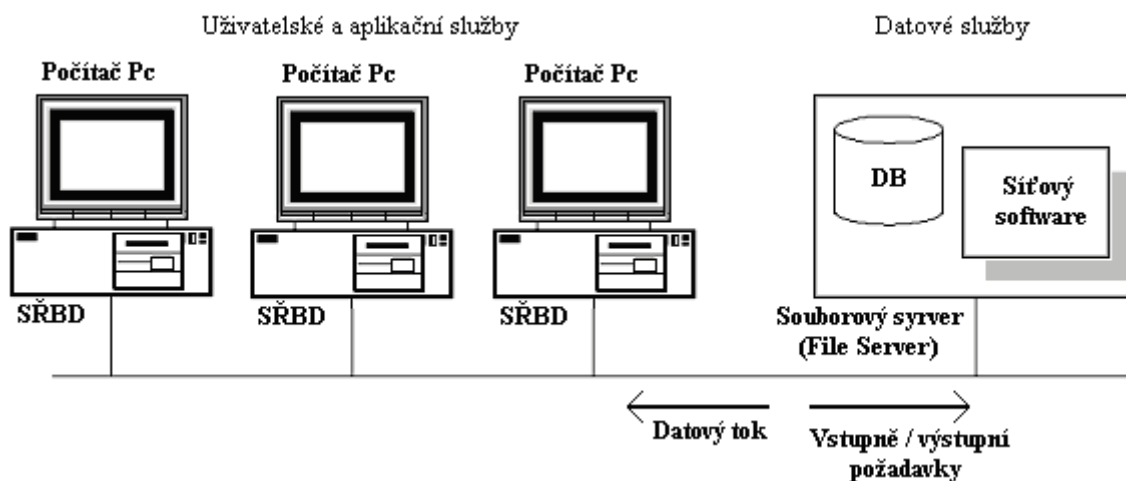 Uživatelské a aplikační služby
Datové služby
Počítač Pc
Počítač Pc
Počítač Pc
DB
Síťový
software
SŘBD
SŘBD
SŘBD
Souborový syrver
(File Server)
Datový tok
Vstupně / výstupní
požadavky